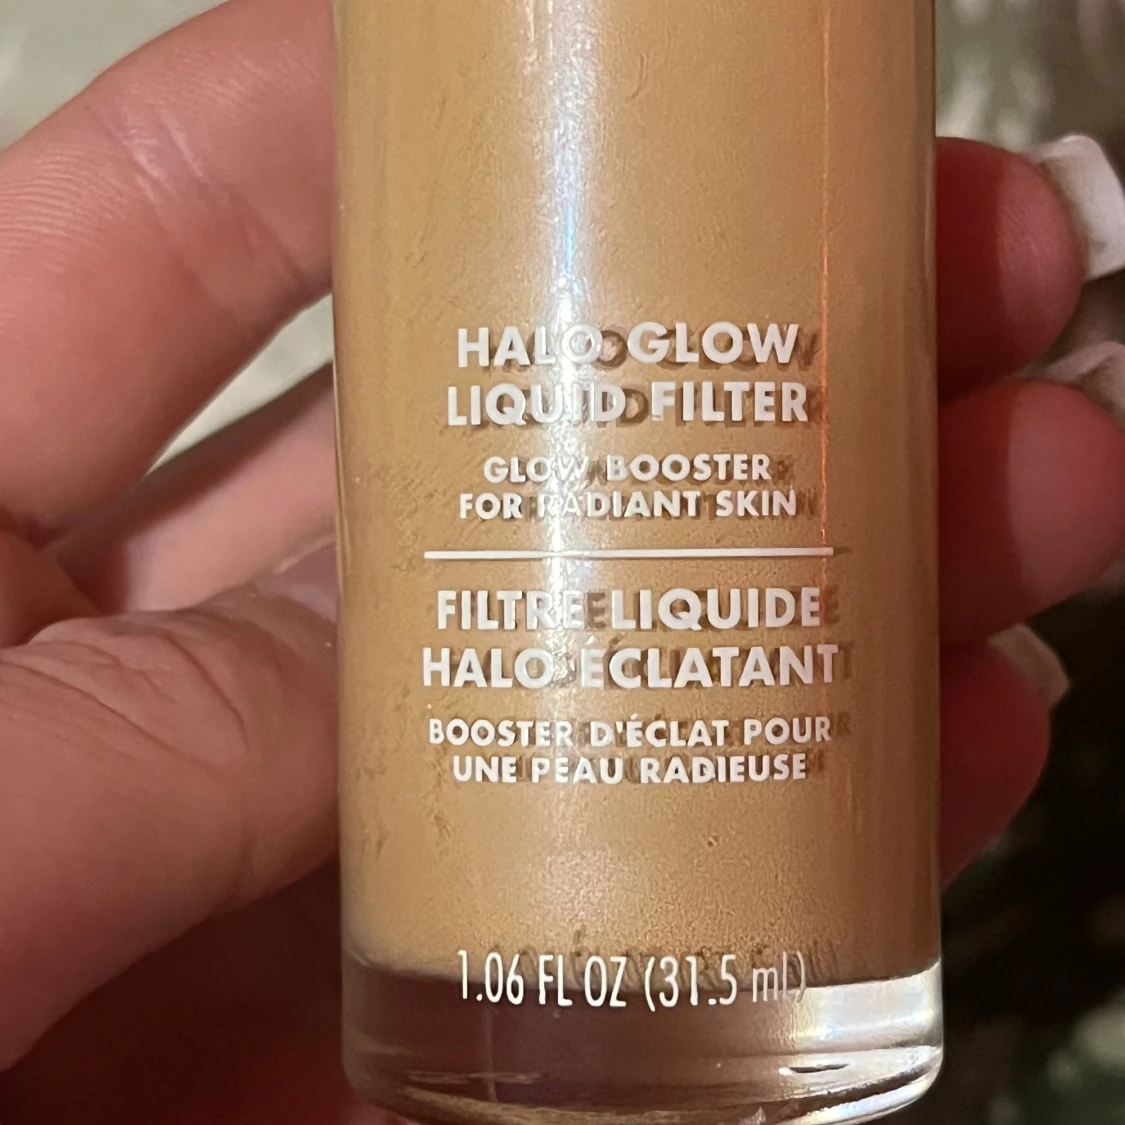 HALO GLOW
LIQUID FILTER
GLOW BOOSTER
FOR RADIANT SKIN
FILTRE LIQUIDE
HALO ÉCLATANT
BOOSTER D'ÉCLAT POUR
UNE PEAU RADIEUSE
1.06 FL OZ (31.5 ml)